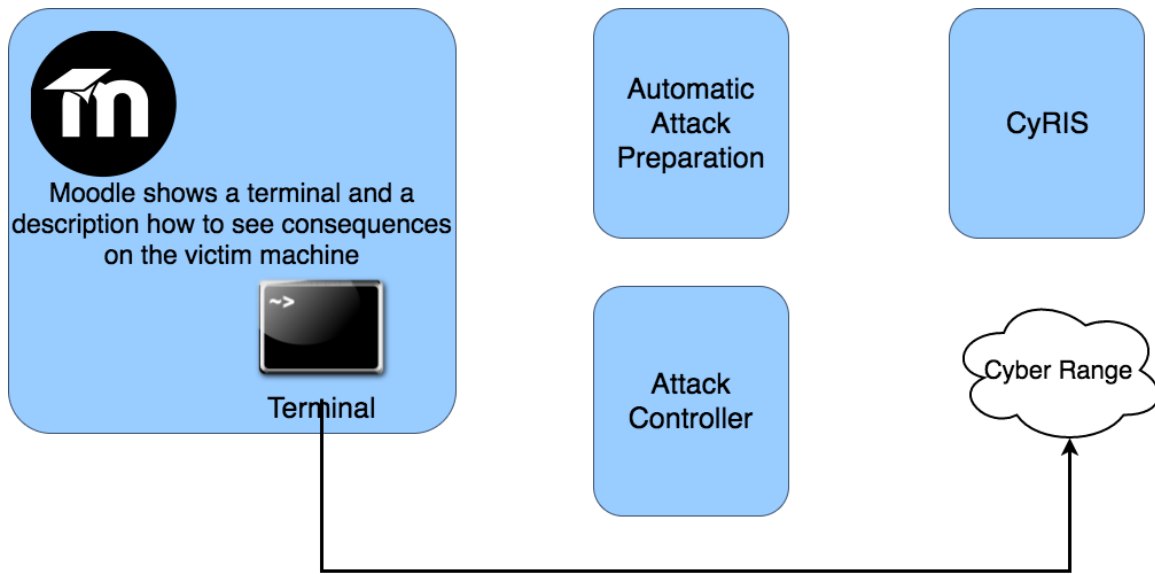 Moodle shows a terminal and a
description how to see consequences
on the victim machine
~>
Terminal
Automatic
Attack
Preparation
CyRIS
Attack
Controller
Cyber Range